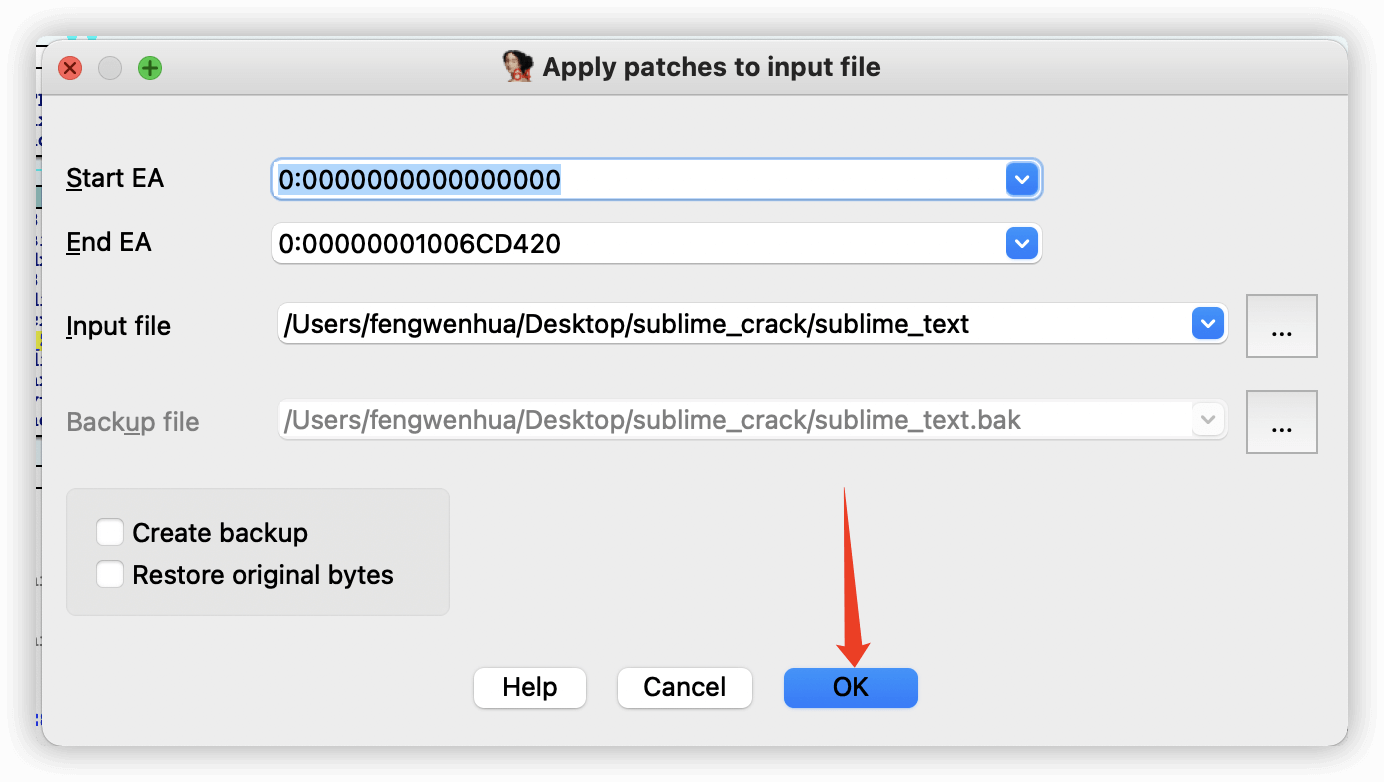 Apply patches to input file
Start EA 0:0000000000000000
End EA 0:00000001006CD420
Input file /Users/fengwenhua/Desktop/sublime_crack/sublime_text ...
Backup file /Users/fengwenhua/Desktop/sublime_crack/sublime_text.bak ...
Create backup
Restore original bytes
Help Cancel OK